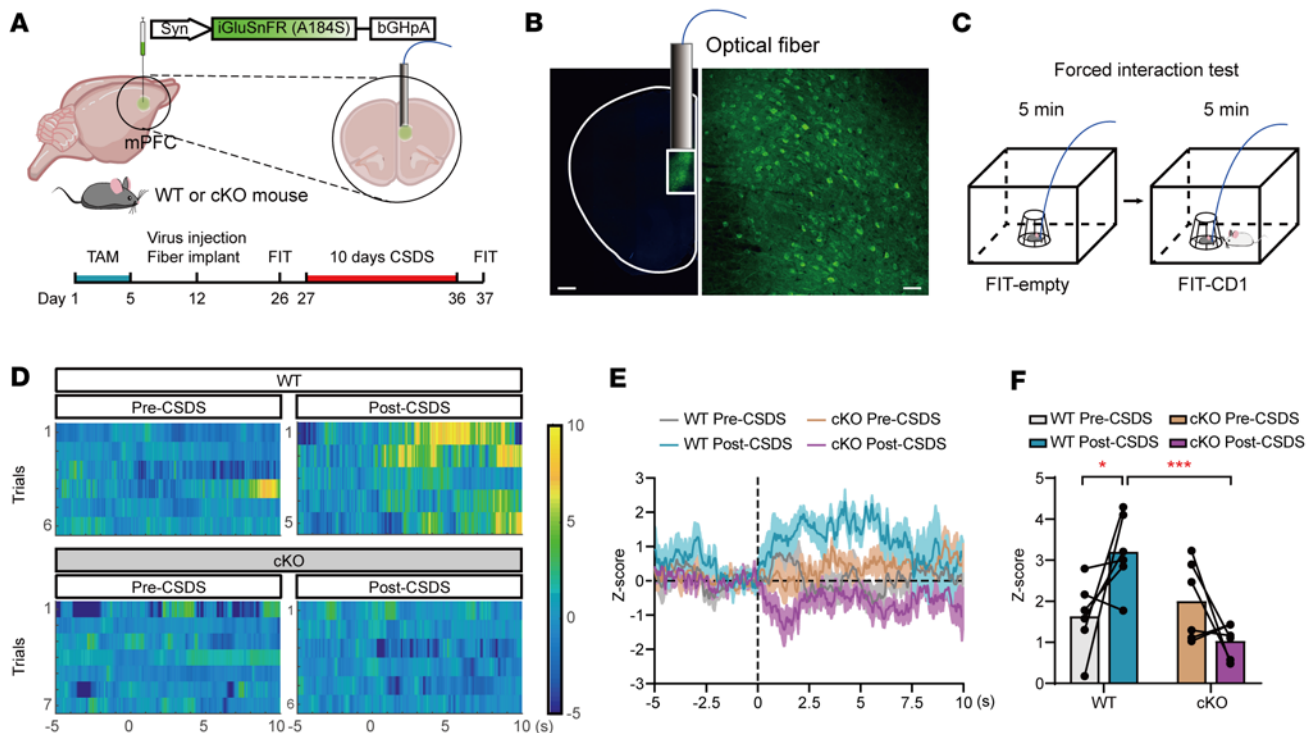 A
Syn iGluSnFR (A184S) bGHpA
mPFC
WT or cKO mouse
TAM
Virus injection
Fiber implant
FIT
10 days CSDS
FIT
Day 1 5 12 26 27 36 37
B
Optical fiber
C
Forced interaction test
5 min 5 min
FIT-empty FIT-CD1
D
WT
Pre-CSDS Post-CSDS
Trials
1
6
1
5
cKO
Pre-CSDS Post-CSDS
Trials
1
7
1
6
-5 0 5 10 -5 0 5 10 (s)
10
5
0
-5
E
WT Pre-CSDS cKO Pre-CSDS
WT Post-CSDS cKO Post-CSDS
Z-score
3
2
1
0
-1
-2
-3
-5 -2.5 0 2.5 5 7.5 10 (s)
F
WT Pre-CSDS cKO Pre-CSDS
WT Post-CSDS cKO Post-CSDS
* ***
Z-score
5
4
3
2
1
0
WT cKO